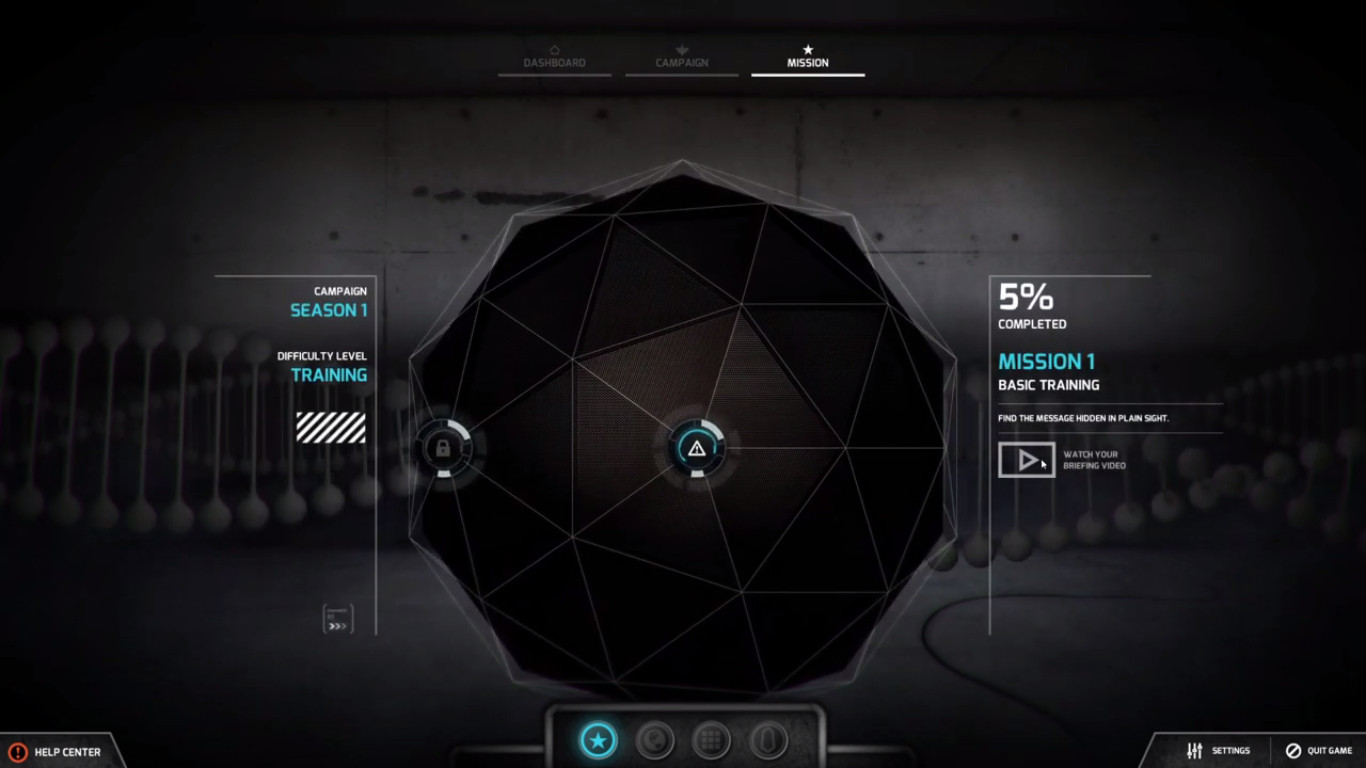 DASHBOARD
CAMPAIGN
MISSION
CAMPAIGN
SEASON 1
DIFFICULTY LEVEL
TRAINING
5%
COMPLETED
MISSION 1
BASIC TRAINING
FIND THE MESSAGE HIDDEN IN PLAIN SIGHT.
WATCH YOUR
BRIEFING VIDEO
HELP CENTER
SETTINGS
QUIT GAME